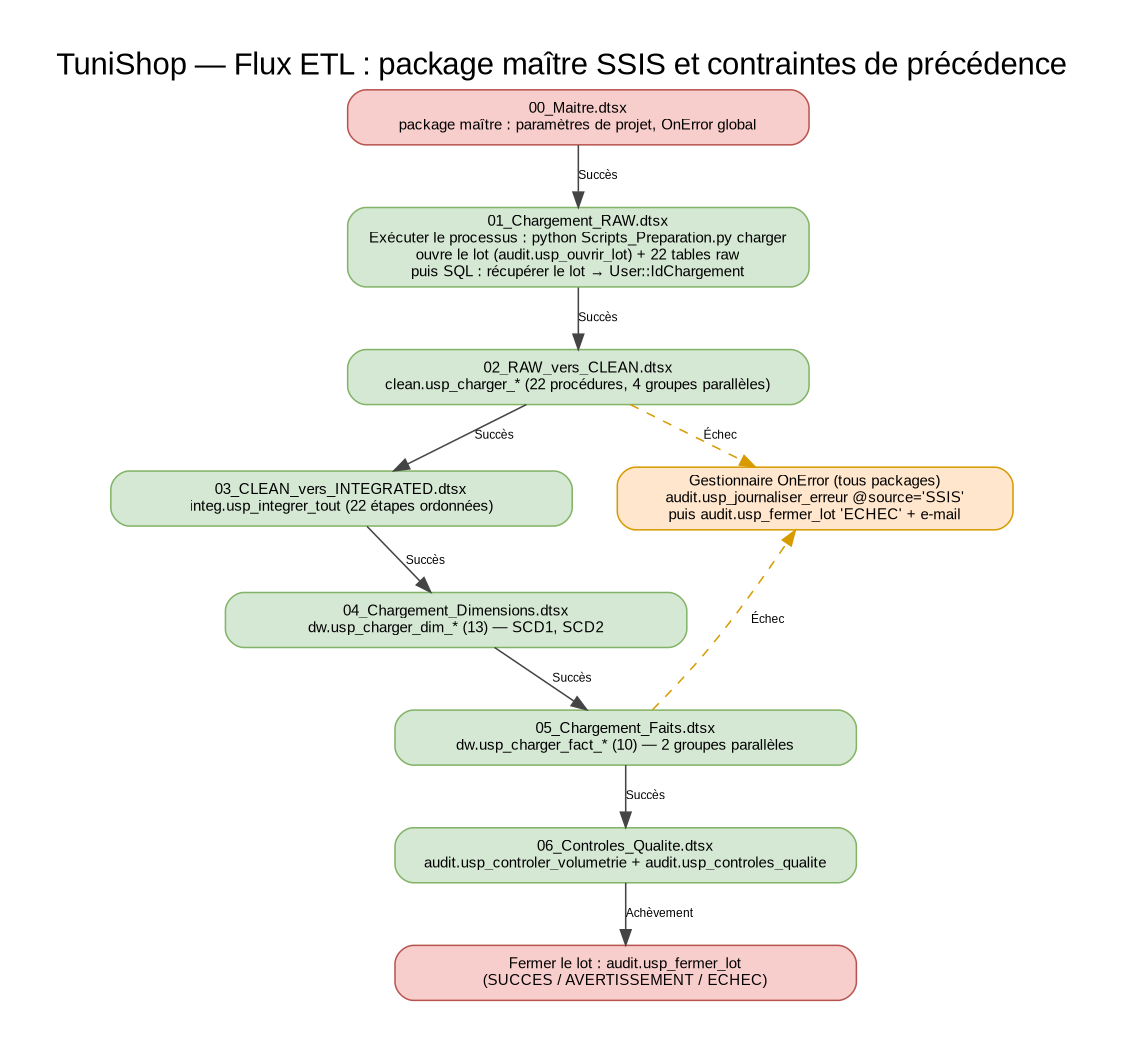 TuniShop — Flux ETL : package maître SSIS et contraintes de précédence
00_Maitre.dtsx
package maître : paramètres de projet, OnError global
Succès
01_Chargement_RAW.dtsx
Exécuter le processus : python Scripts_Preparation.py charger
ouvre le lot (audit.usp_ouvrir_lot) + 22 tables raw
puis SQL : récupérer le lot → User::IdChargement
Succès
02_RAW_vers_CLEAN.dtsx
clean.usp_charger_* (22 procédures, 4 groupes parallèles)
Succès
Échec
03_CLEAN_vers_INTEGRATED.dtsx
integ.usp_integrer_tout (22 étapes ordonnées)
Gestionnaire OnError (tous packages)
audit.usp_journaliser_erreur @source='SSIS'
puis audit.usp_fermer_lot 'ECHEC' + e-mail
Succès
04_Chargement_Dimensions.dtsx
dw.usp_charger_dim_* (13) — SCD1, SCD2
Échec
Succès
05_Chargement_Faits.dtsx
dw.usp_charger_fact_* (10) — 2 groupes parallèles
Succès
06_Controles_Qualite.dtsx
audit.usp_controler_volumetrie + audit.usp_controles_qualite
Achèvement
Fermer le lot : audit.usp_fermer_lot
(SUCCES / AVERTISSEMENT / ECHEC)